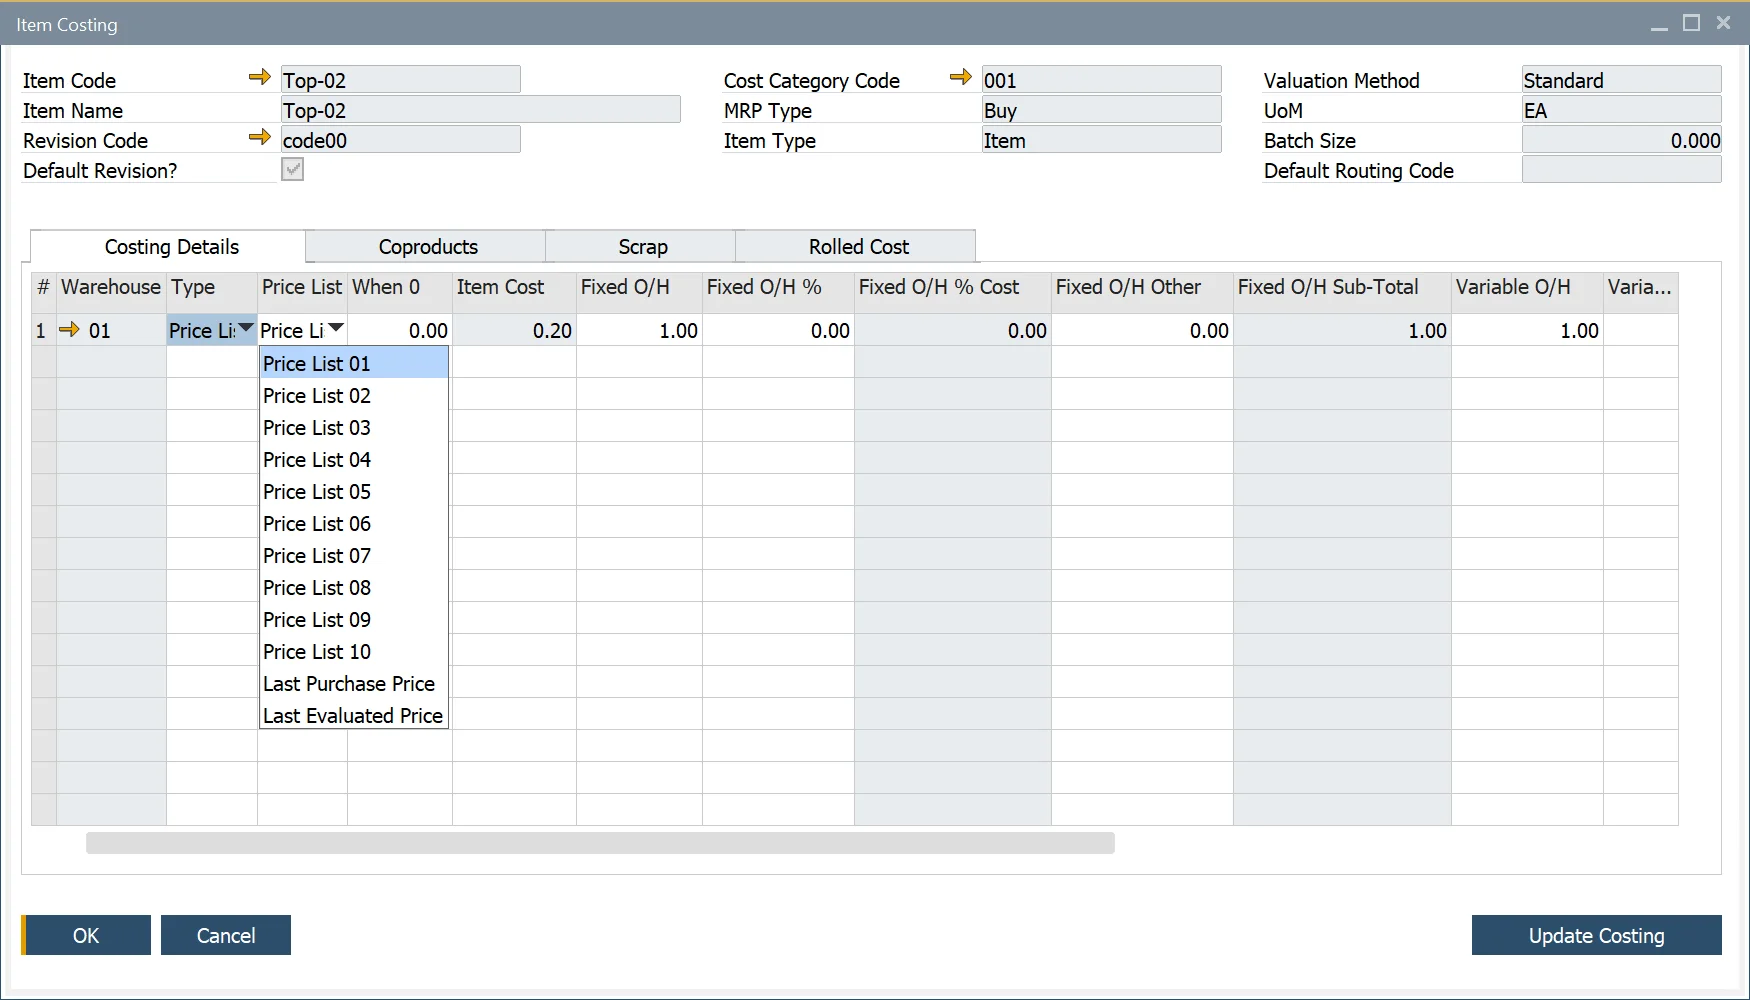 Item Costing
Item Code Top-02 Cost Category Code 001 Valuation Method Standard
Item Name Top-02 MRP Type Buy UoM EA
Revision Code code00 Item Type Item Batch Size 0.000
Default Revision? Default Routing Code
Costing Details Coproducts Scrap Rolled Cost
# Warehouse Type Price List When 0 Item Cost Fixed O/H Fixed O/H % Fixed O/H % Cost Fixed O/H Other Fixed O/H Sub-Total Variable O/H Varia...
1 01 Price Li Price Li 0.00 0.20 1.00 0.00 0.00 0.00 1.00 1.00
Price List 01
Price List 02
Price List 03
Price List 04
Price List 05
Price List 06
Price List 07
Price List 08
Price List 09
Price List 10
Last Purchase Price
Last Evaluated Price
OK Cancel Update Costing